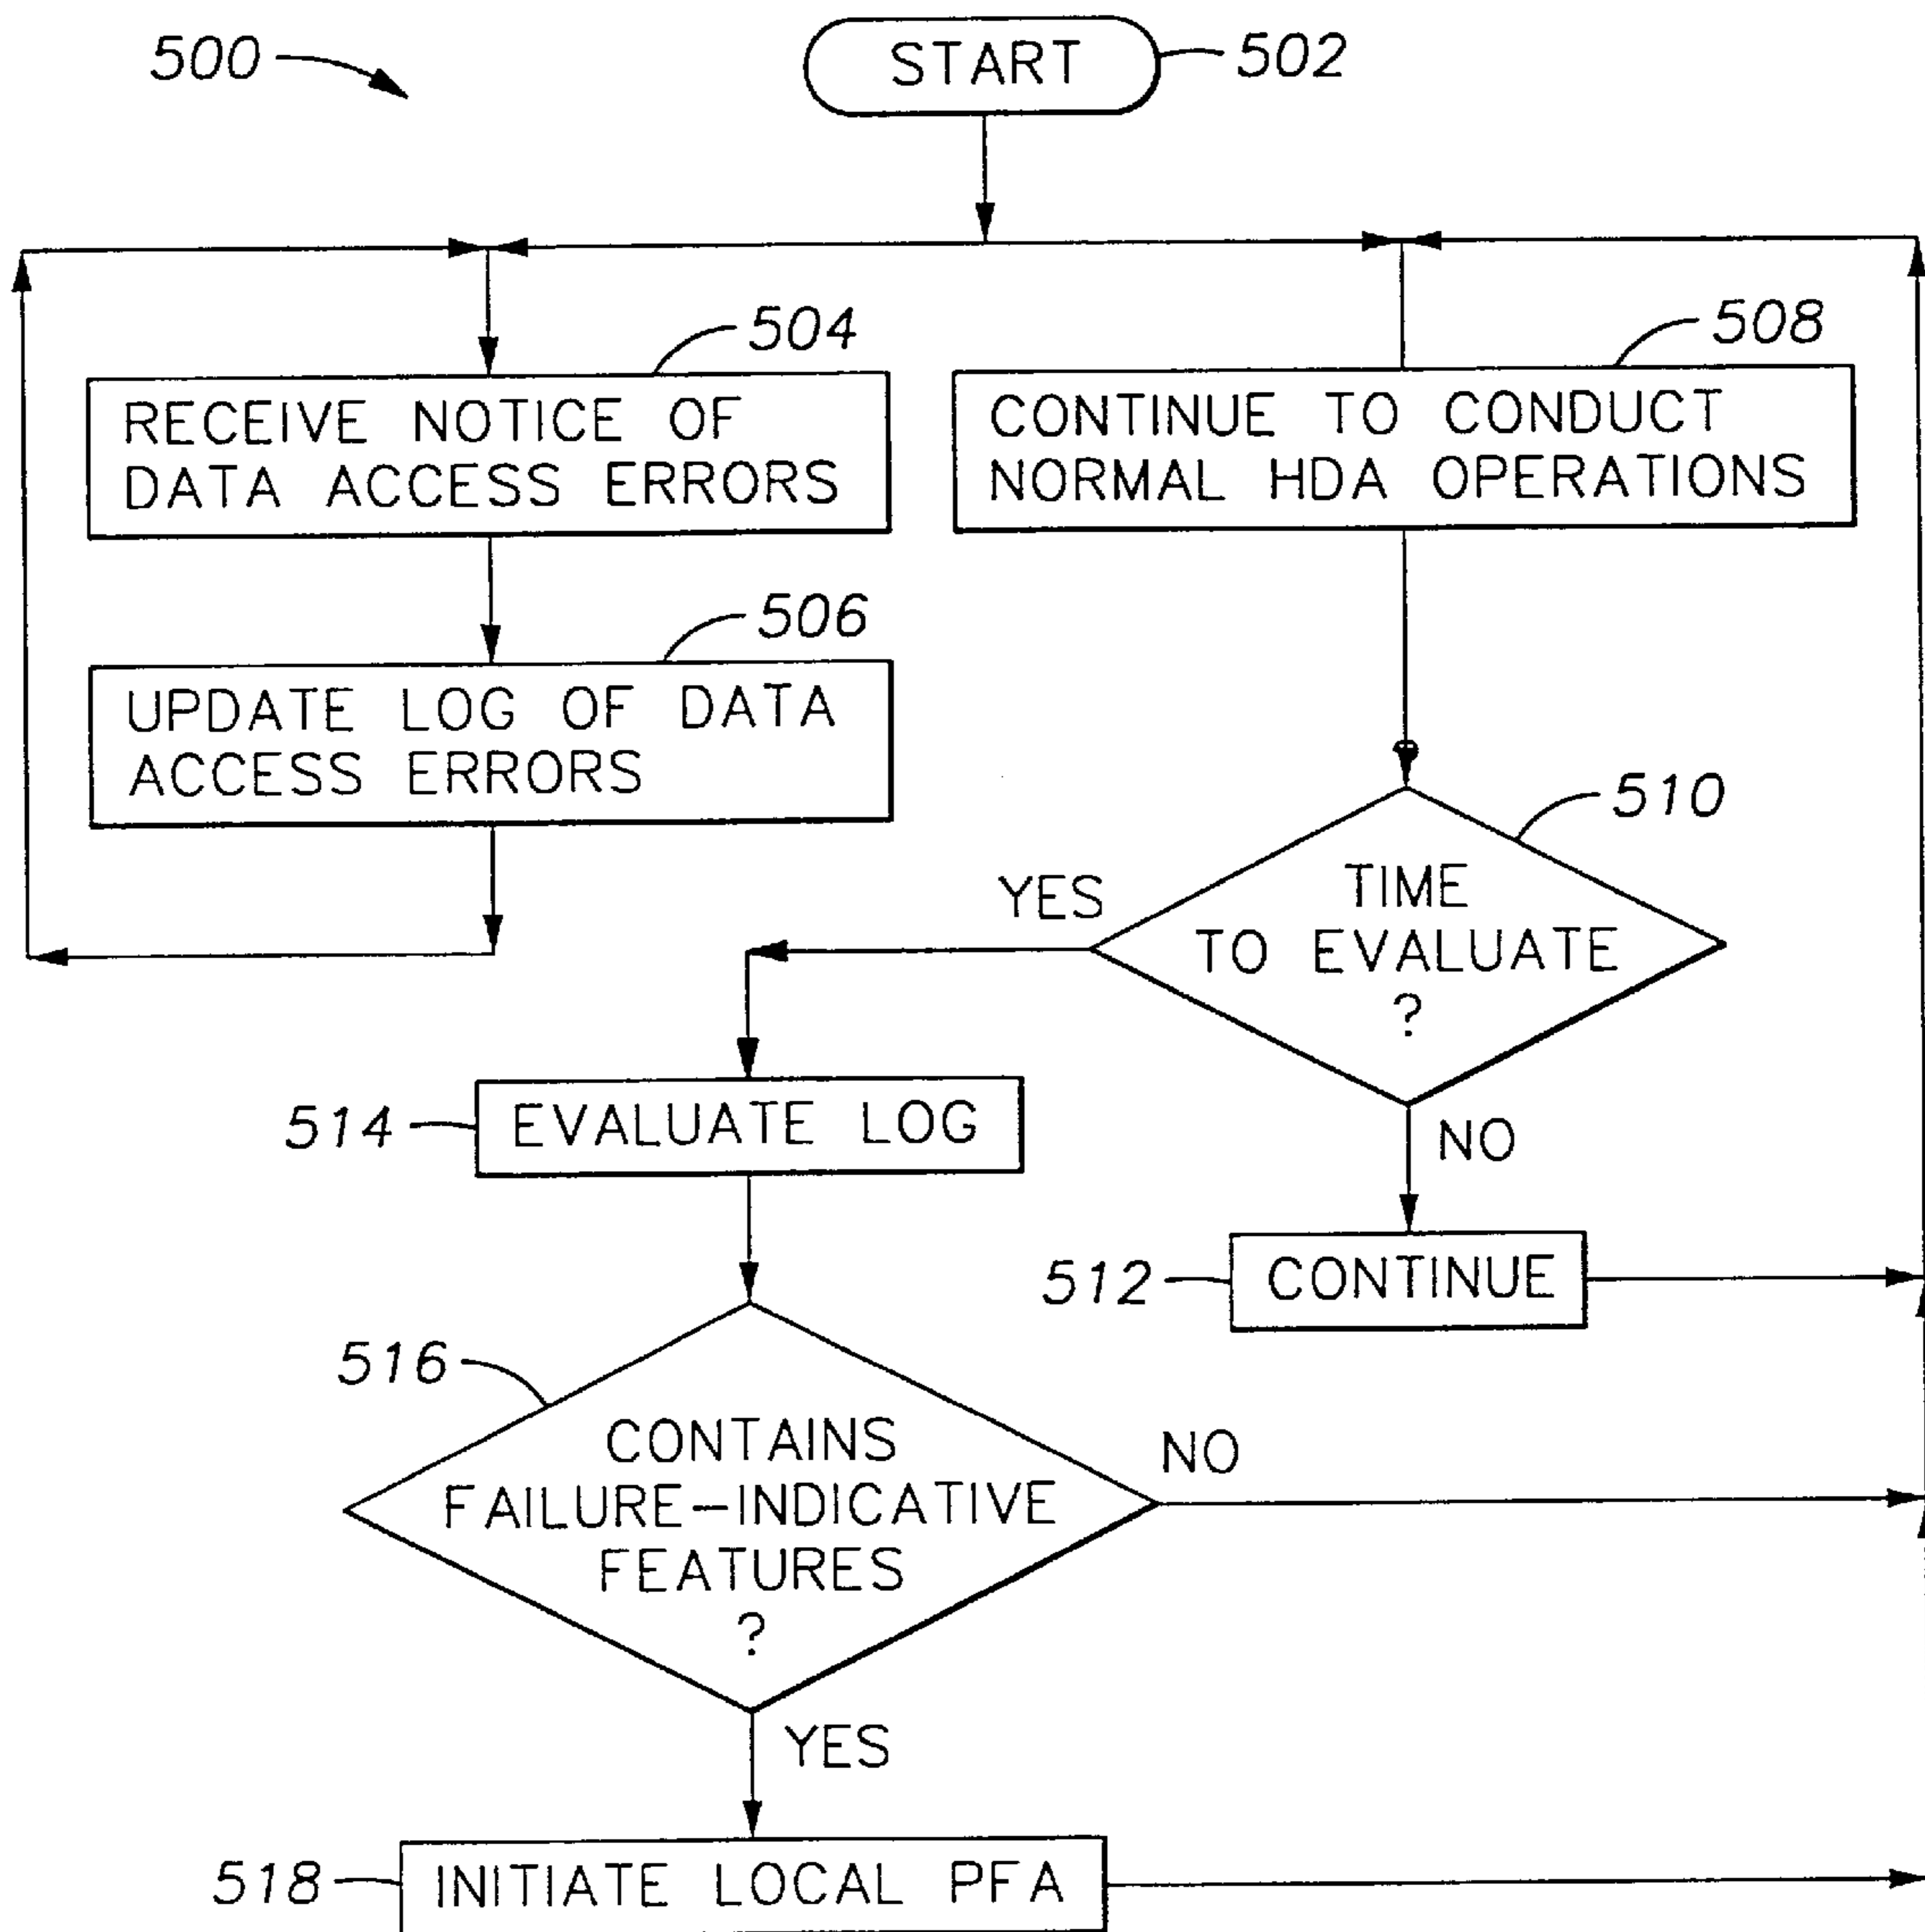 500
START
502
504
RECEIVE NOTICE OF
DATA ACCESS ERRORS
508
CONTINUE TO CONDUCT
NORMAL HDA OPERATIONS
506
UPDATE LOG OF DATA
ACCESS ERRORS
510
TIME
TO EVALUATE
?
YES
NO
514
EVALUATE LOG
512
CONTINUE
516
CONTAINS
FAILURE-INDICATIVE
FEATURES
?
NO
YES
518
INITIATE LOCAL PFA